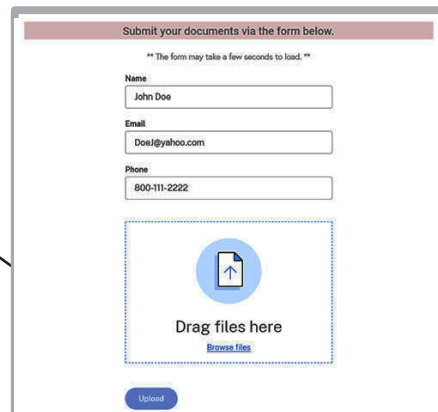 Submit your documents via the form below.
** The form may take a few seconds to load. **
Name
John Doe
Email
DoeJ@yahoo.com
Phone
800-111-2222
Drag files here
Browse files
Upload